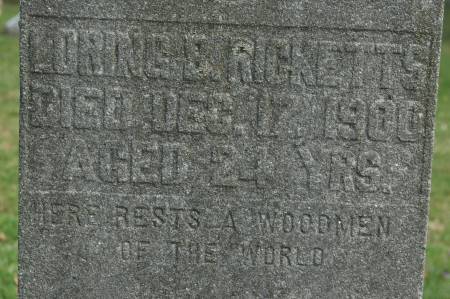 LORING B. RICKETTS
DIED DEC. 17, 1900
AGED 24 YRS.
HERE RESTS A WOODMEN
OF THE WORLD